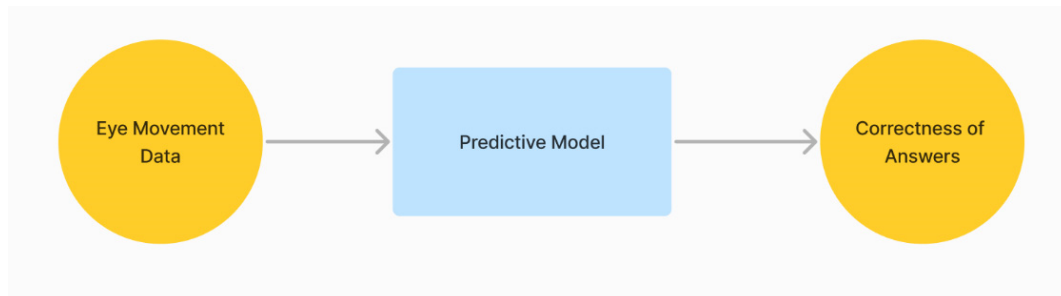 Eye Movement
Data
Predictive Model
Correctness of
Answers